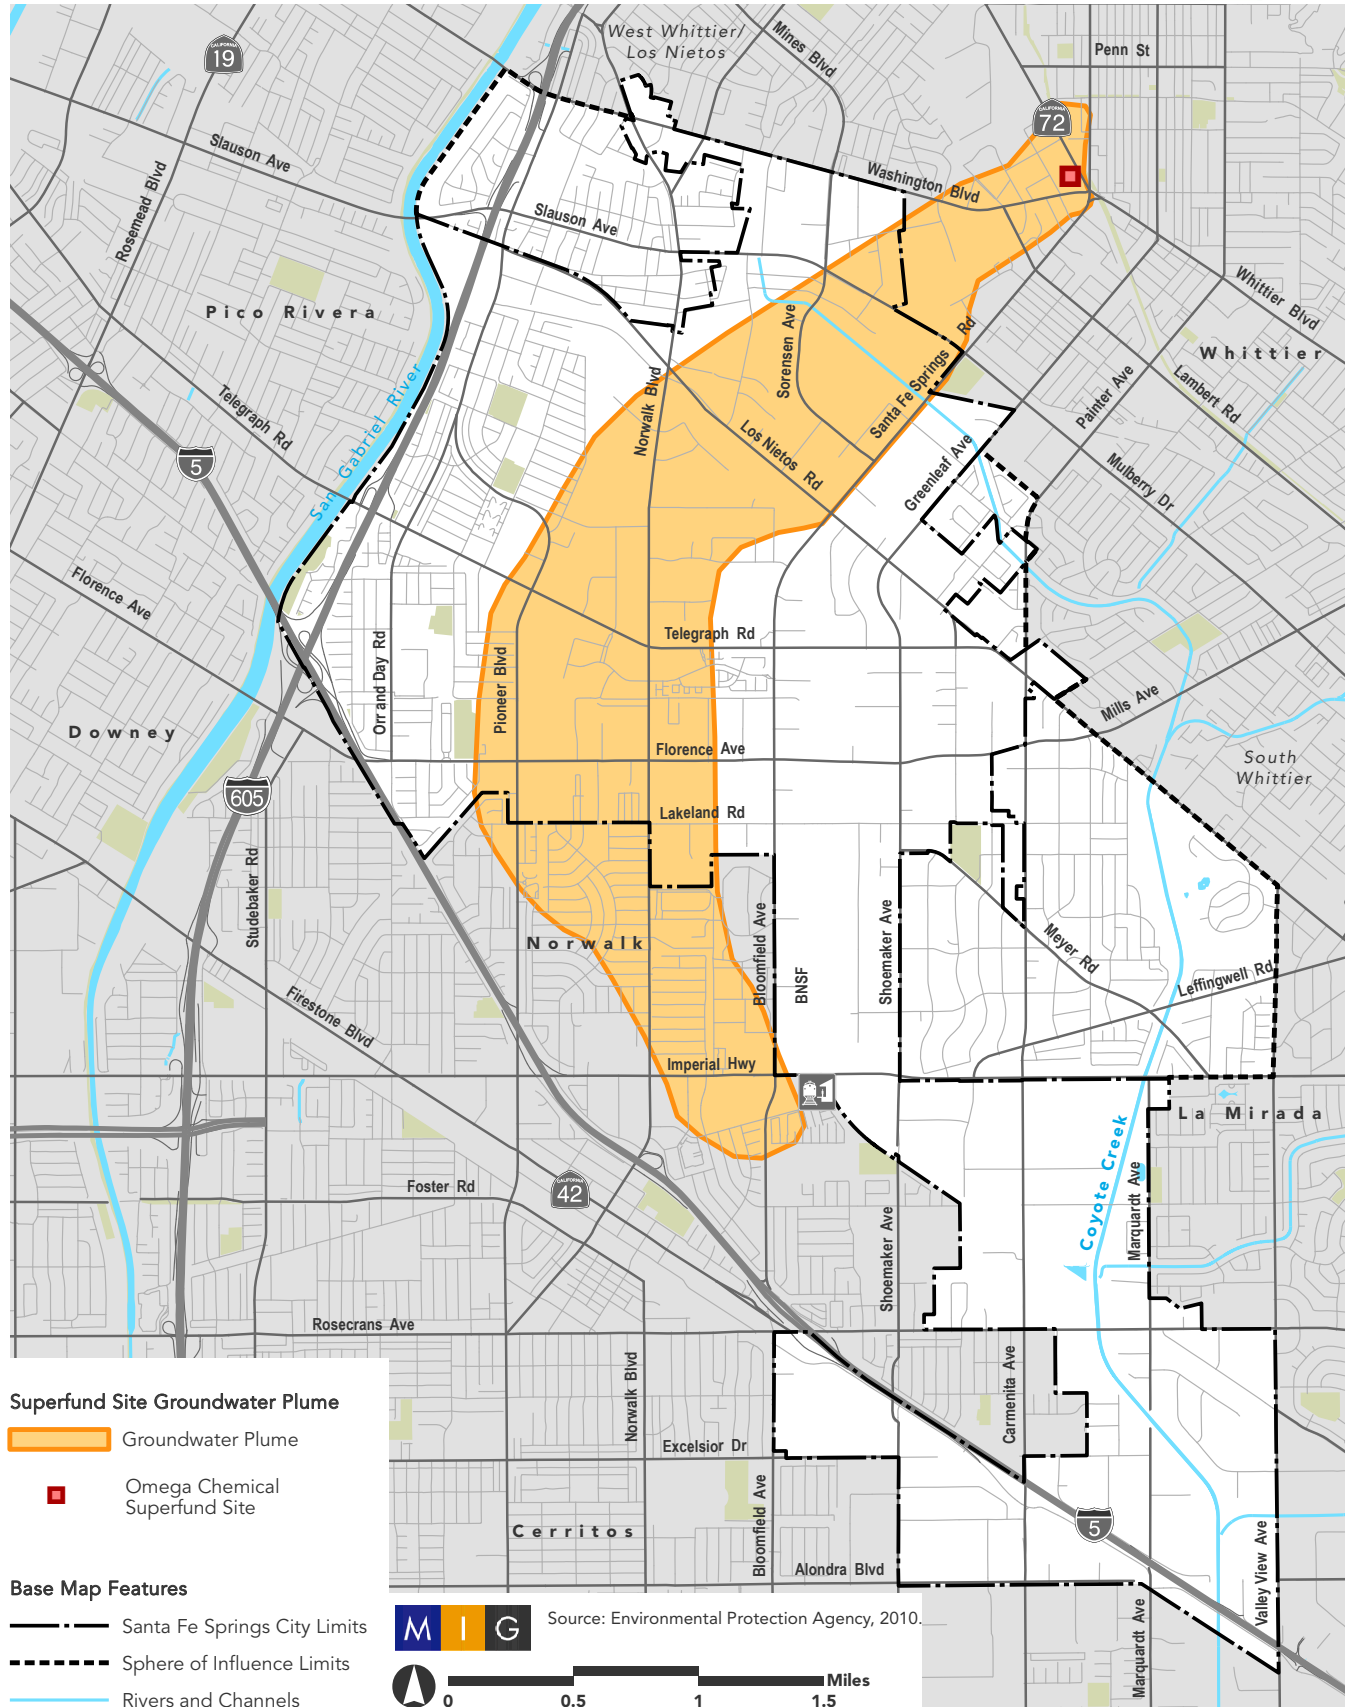 West Whittier/
Los Nietos
Mines Blvd
Penn St
CALIFORNIA
19
CALIFORNIA
72
Slauson Ave
Rosemead Blvd
Washington Blvd
Slauson Ave
Whittier Blvd
Pico Rivera
Sorensen Ave
Santa Fe Springs Rd
Whittier
San Gabriel River
Telegraph Rd
Norwalk Blvd
Painter Ave
Lambert Rd
5
Los Nietos Rd
Greenleaf Ave
Mulberry Dr
Florence Ave
Orr and Day Rd
Pioneer Blvd
Telegraph Rd
Mills Ave
Downey
Florence Ave
South
Whittier
605
Lakeland Rd
Studebaker Rd
Norwalk
Bloomfield Ave
BNSF
Shoemaker Ave
Meyer Rd
Leffingwell Rd
Firestone Blvd
Imperial Hwy
La Mirada
Coyote Creek
Marquardt Ave
Foster Rd
CALIFORNIA
42
Shoemaker Ave
Rosecrans Ave
Norwalk Blvd
Carmenita Ave
Excelsior Dr
Bloomfield Ave
Cerritos
5
Alondra Blvd
Valley View Ave
Marquardt Ave
Superfund Site Groundwater Plume
Groundwater Plume
Omega Chemical
Superfund Site
Base Map Features
Santa Fe Springs City Limits
Sphere of Influence Limits
Rivers and Channels
M I G
Source: Environmental Protection Agency, 2010.
Miles
0 0.5 1 1.5